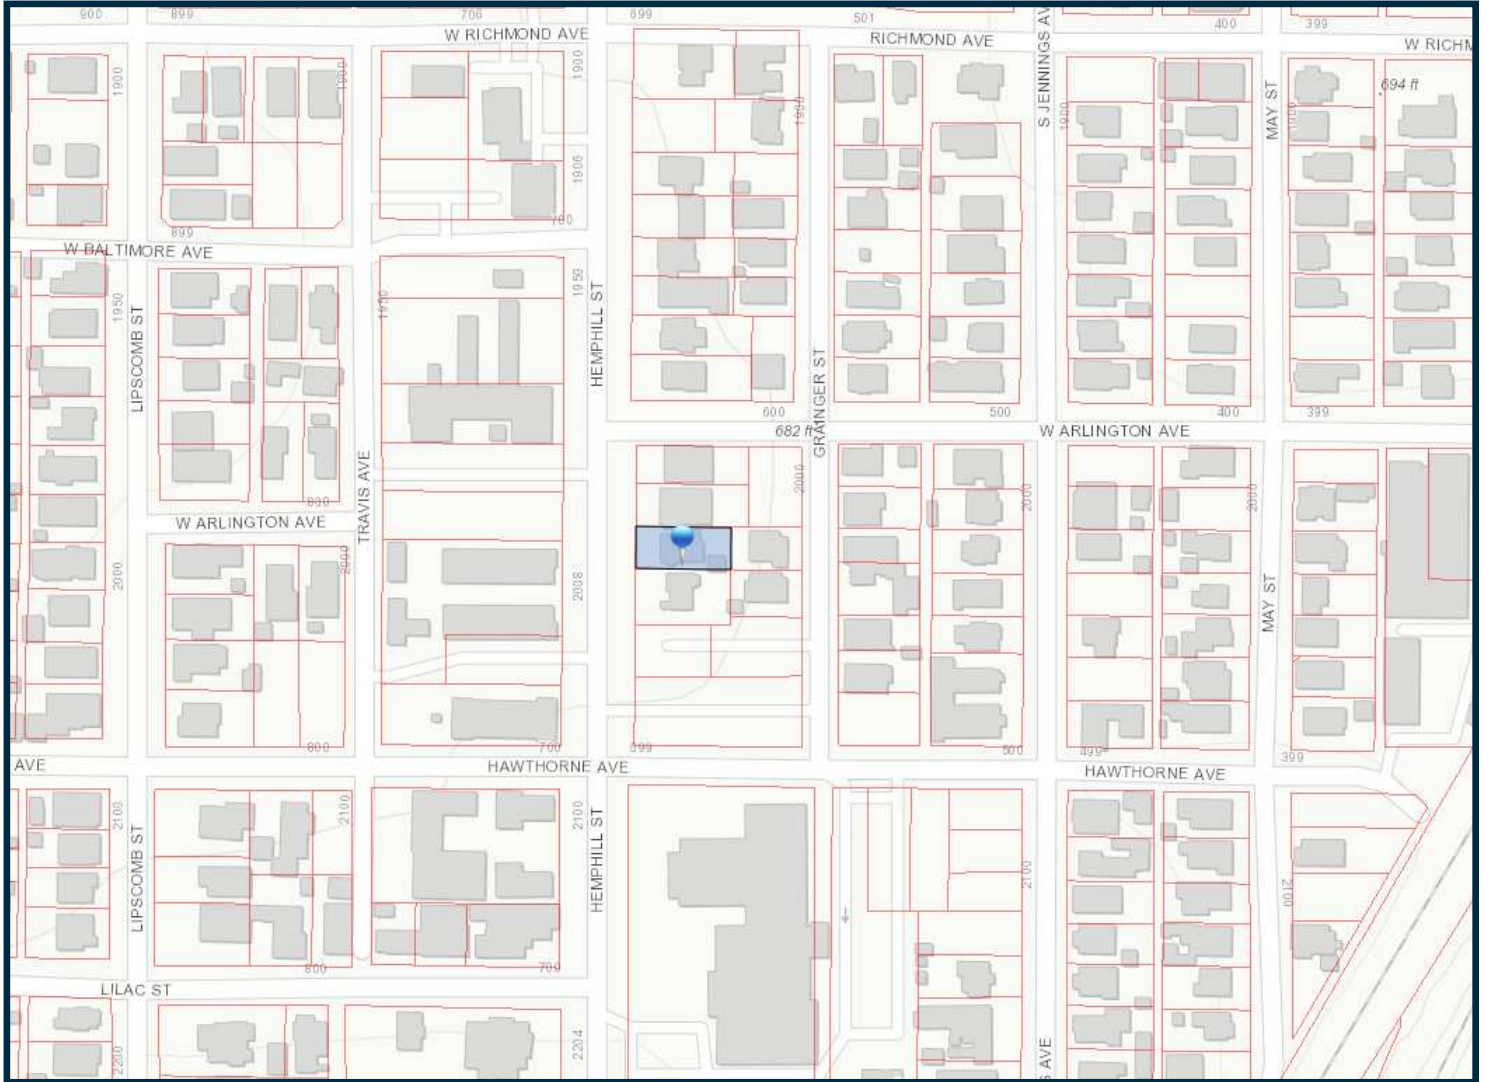 900
899
700
699
501
400
399
W RICHMOND AVE
RICHMOND AVE
W RICHM
S JENNINGS AV
MAY ST
694 ft
1900
1900
1900
1900
1900
1900
1906
700
899
W BALTIMORE AVE
1950
1950
1950
LIPSCOMB ST
HEMPHILL ST
GRAINGER ST
600
500
400
399
682 ft
W ARLINGTON AVE
TRAVIS AVE
800
W ARLINGTON AVE
2000
2000
2000
2000
2000
2008
MAY ST
800
700
599
500
499
399
AVE
HAWTHORNE AVE
HAWTHORNE AVE
2100
2100
2100
2100
2100
LIPSCOMB ST
HEMPHILL ST
800
700
LILAC ST
2200
2204
S AVE